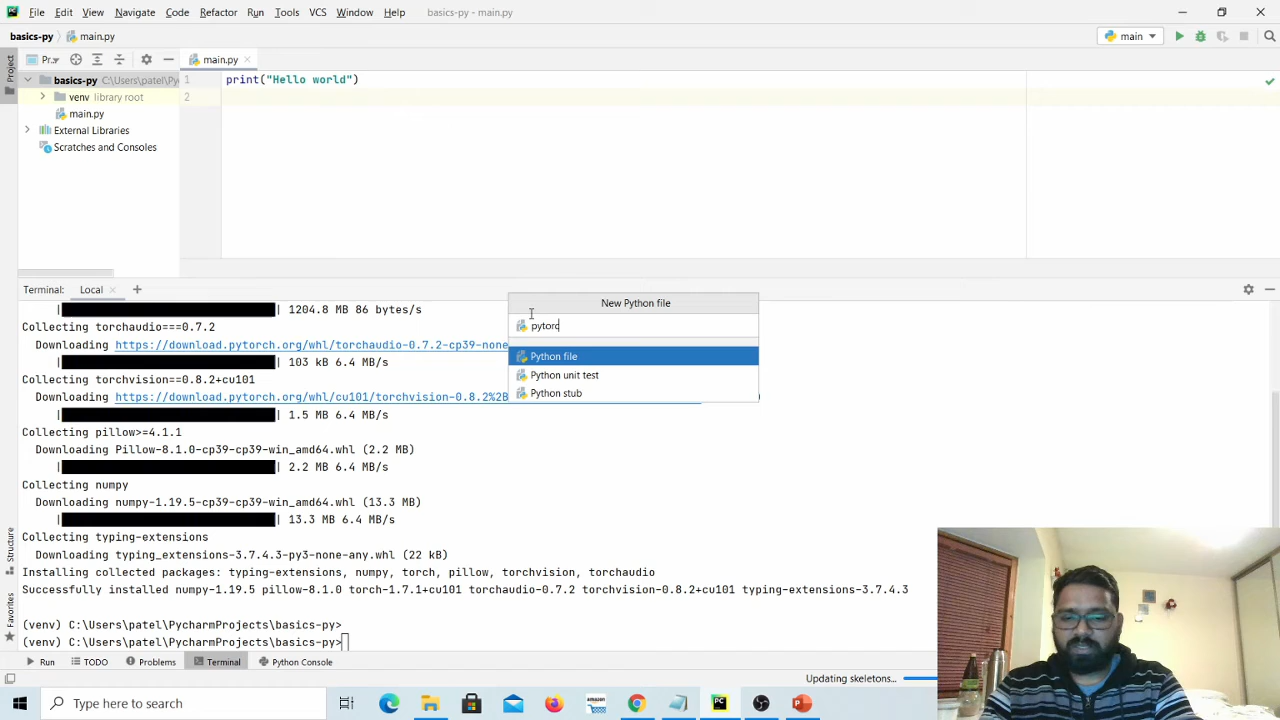 File Edit View Navigate Code Refactor Run Tools VCS Window Help basics-py - main.py
basics-py main.py main
Pr.. main.py
basics-py C:\Users\patel\Py
venv library root
main.py
External Libraries
Scratches and Consoles
1 print("Hello world")
2
Terminal: Local
| | 1204.8 MB 86 bytes/s
Collecting torchaudio===0.7.2
Downloading https://download.pytorch.org/whl/torchaudio-0.7.2-cp39-none
| | 103 kB 6.4 MB/s
Collecting torchvision==0.8.2+cu101
Downloading https://download.pytorch.org/whl/cu101/torchvision-0.8.2%2B
| | 1.5 MB 6.4 MB/s
Collecting pillow>=4.1.1
Downloading Pillow-8.1.0-cp39-cp39-win_amd64.whl (2.2 MB)
| | 2.2 MB 6.4 MB/s
Collecting numpy
Downloading numpy-1.19.5-cp39-cp39-win_amd64.whl (13.3 MB)
| | 13.3 MB 6.4 MB/s
Collecting typing-extensions
Downloading typing_extensions-3.7.4.3-py3-none-any.whl (22 kB)
Installing collected packages: typing-extensions, numpy, torch, pillow, torchvision, torchaudio
Successfully installed numpy-1.19.5 pillow-8.1.0 torch-1.7.1+cu101 torchaudio-0.7.2 torchvision-0.8.2+cu101 typing-extensions-3.7.4.3
(venv) C:\Users\patel\PycharmProjects\basics-py>
(venv) C:\Users\patel\PycharmProjects\basics-py>
New Python file
pytorc
Python file
Python unit test
Python stub
Project
Structure
Favorites
Run TODO Problems Terminal Python Console
Updating skeletons...
Type here to search
amazon